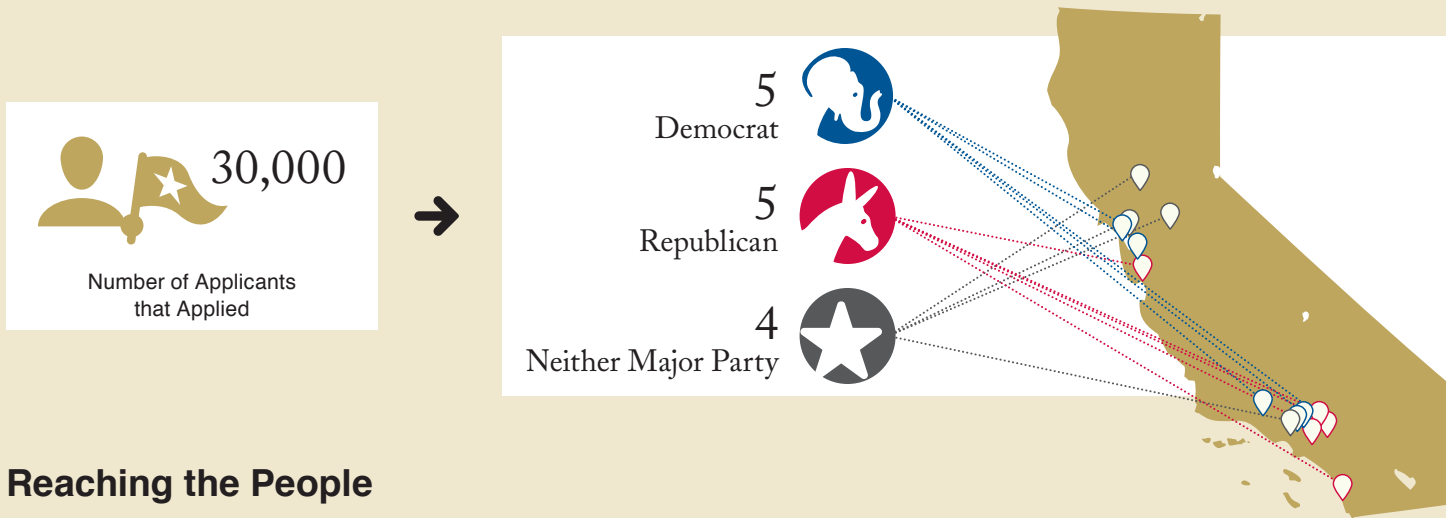 30,000
Number of Applicants
that Applied
5
Democrat
5
Republican
4
Neither Major Party
Reaching the People